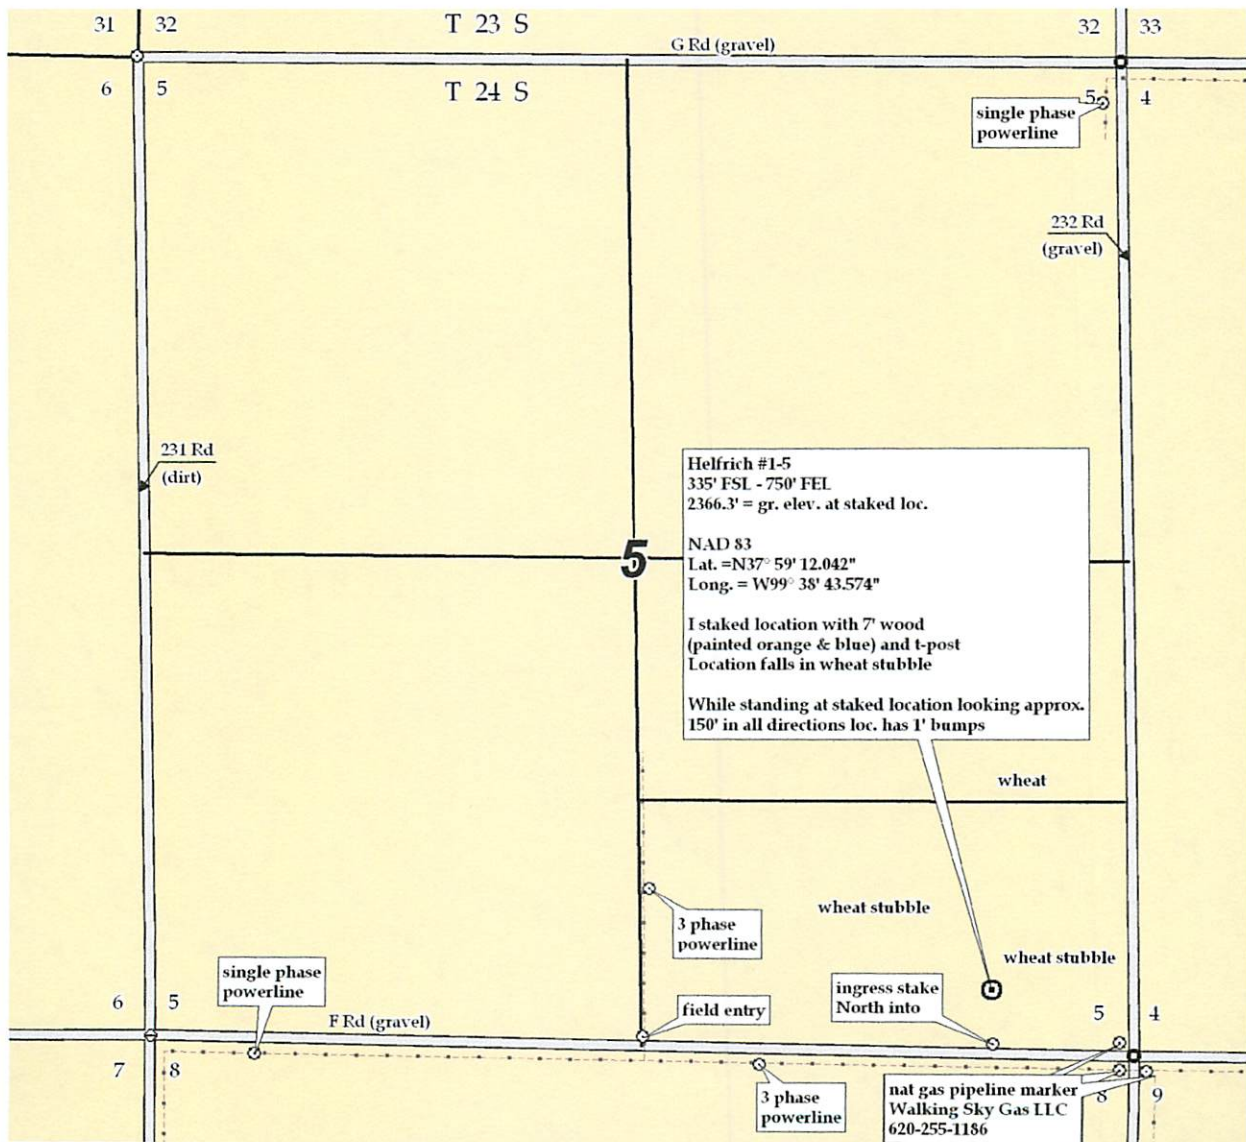 31 32
T 23 S
32 33
G Rd (gravel)
6 5
T 24 S
5 4
single phase
powerline
232 Rd
(gravel)
231 Rd
(dirt)
Helfrich #1-5
335' FSL - 750' FEL
2366.3' = gr. elev. at staked loc.
NAD 83
Lat. =N37° 59' 12.042"
Long. = W99° 38' 43.574"
I staked location with 7' wood
(painted orange & blue) and t-post
Location falls in wheat stubble
While standing at staked location looking approx.
150' in all directions loc. has 1' bumps
5
wheat
wheat stubble
3 phase
powerline
wheat stubble
single phase
powerline
ingress stake
North into
6 5
field entry
5 4
F Rd (gravel)
7 8
3 phase
powerline
nat gas pipeline marker
Walking Sky Gas LLC
620-255-1186
8 9